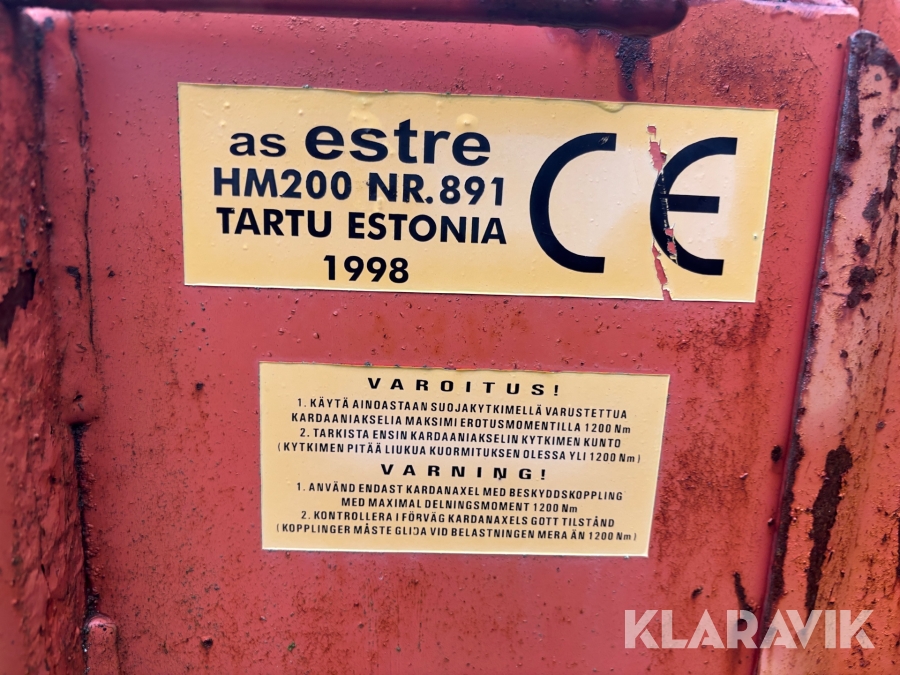 as estre
HM200 NR.891
TARTU ESTONIA
1998
CE
VAROITUS!
1. KÄYTÄ AINOASTAAN SUOJAKYTKIMELLÄ VARUSTETTUA
KARDAANIAKSELIA MAKSIMI EROTUSMOMENTILLA 1200 Nm
2. TARKISTA ENSIN KARDAANIAKSELIN KYTKIMEN KUNTO
(KYTKIMEN PITÄÄ LIUKUA KUORMITUKSEN OLESSA YLI 1200 Nm)
VARNING!
1. ANVÄND ENDAST KARDANAXEL MED BESKYDDSKOPPLING
MED MAXIMAL DELNINGSMOMENT 1200 Nm
2. KONTROLLERA I FÖRVÄG KARDANAXELS GOTT TILSTÅND
(KOPPLINGER MÅSTE GLIDA VID BELASTNINGEN MERA ÄN 1200 Nm)
KLARAVIK